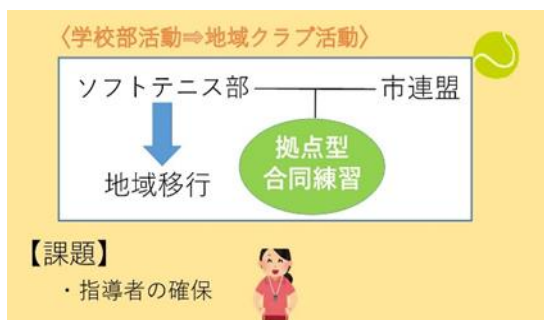 〈学校部活動⇒地域クラブ活動〉
ソフトテニス部
市連盟
拠点型
合同練習
地域移行
【課題】
・指導者の確保